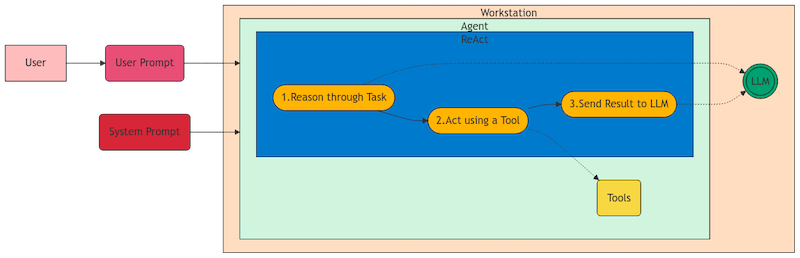 Workstation
Agent
ReAct
User
User Prompt
System Prompt
1.Reason through Task
2.Act using a Tool
3.Send Result to LLM
LLM
Tools